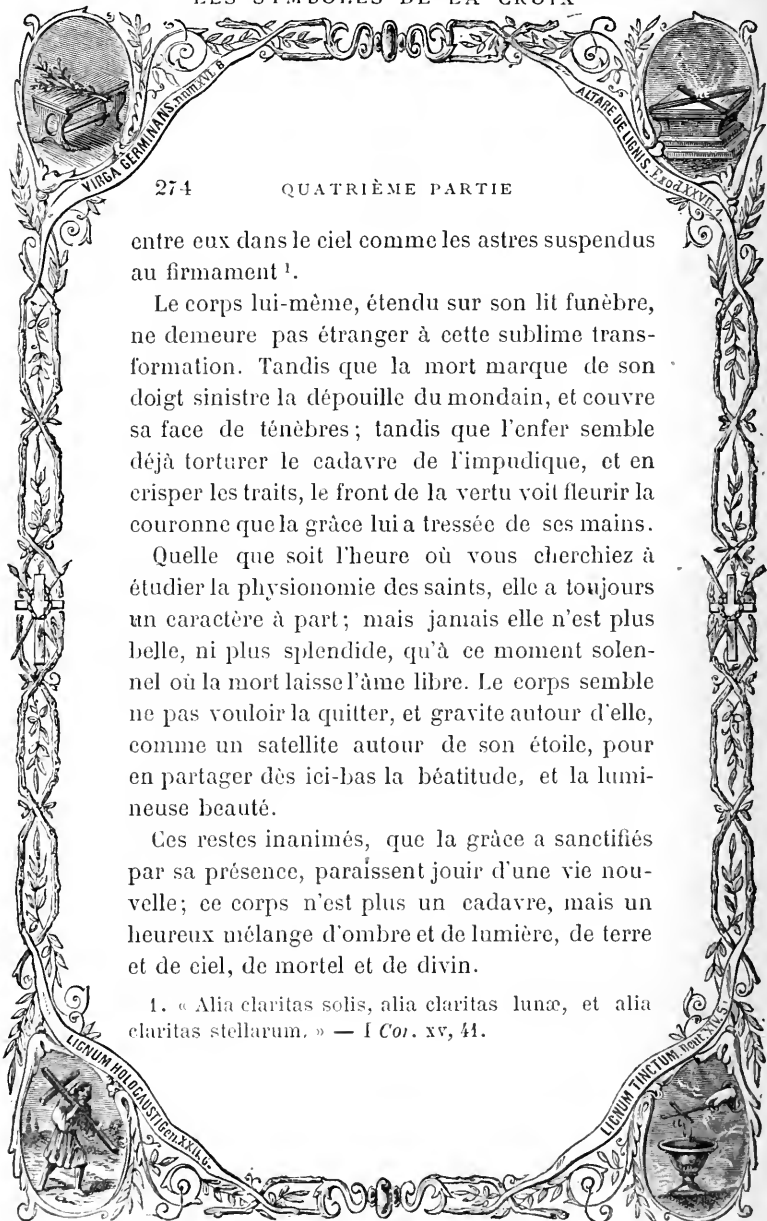 LES SYMBOLES DE LA CROIX
VIRGA GERMINANS. num XVI. 8
ALTARE DE LIGNIS. Exod. XXVII. 1
274 QUATRIÈME PARTIE
entre eux dans le ciel comme les astres suspendus
au firmament ¹.
Le corps lui-même, étendu sur son lit funèbre,
ne demeure pas étranger à cette sublime trans-
formation. Tandis que la mort marque de son
doigt sinistre la dépouille du mondain, et couvre
sa face de ténèbres ; tandis que l'enfer semble
déjà torturer le cadavre de l'impudique, et en
crisper les traits, le front de la vertu voit fleurir la
couronne que la grâce lui a tressée de ses mains.
Quelle que soit l'heure où vous cherchiez à
étudier la physionomie des saints, elle a toujours
un caractère à part ; mais jamais elle n'est plus
belle, ni plus splendide, qu'à ce moment solen-
nel où la mort laisse l'âme libre. Le corps semble
ne pas vouloir la quitter, et gravite autour d'elle,
comme un satellite autour de son étoile, pour
en partager dès ici-bas la béatitude, et la lumi-
neuse beauté.
Ces restes inanimés, que la grâce a sanctifiés
par sa présence, paraissent jouir d'une vie nou-
velle ; ce corps n'est plus un cadavre, mais un
heureux mélange d'ombre et de lumière, de terre
et de ciel, de mortel et de divin.
1. « Alia claritas solis, alia claritas lunæ, et alia
claritas stellarum. » — I Cor. xv, 41.
LIGNUM HOLOCAUSTI Gen. XXII. 6.
LIGNUM TINCTUM. XIV. 5